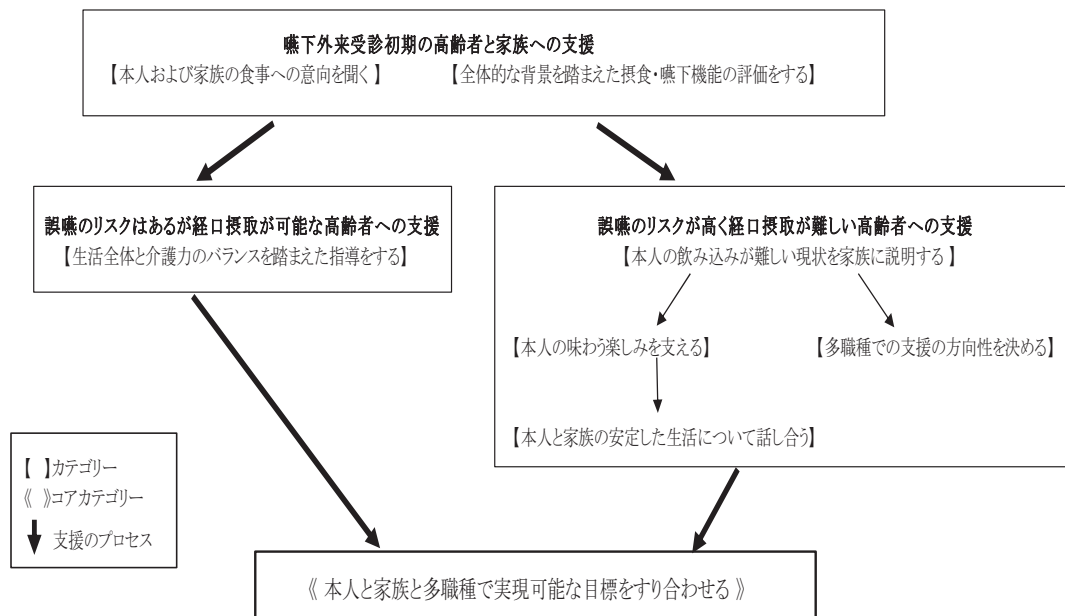 嚥下外来受診初期の高齢者と家族への支援
【本人および家族の食事への意向を聞く】 【全体的な背景を踏まえた摂食・嚥下機能の評価をする】
誤嚥のリスクはあるが経口摂取が可能な高齢者への支援
【生活全体と介護力のバランスを踏まえた指導をする】
誤嚥のリスクが高く経口摂取が難しい高齢者への支援
【本人の飲み込みが難しい現状を家族に説明する】
【本人の味わう楽しみを支える】 【多職種での支援の方向性を決める】
【本人と家族の安定した生活について話し合う】
【 】カテゴリー
《 》コアカテゴリー
支援のプロセス
《 本人と家族と多職種で実現可能な目標をすり合わせる 》